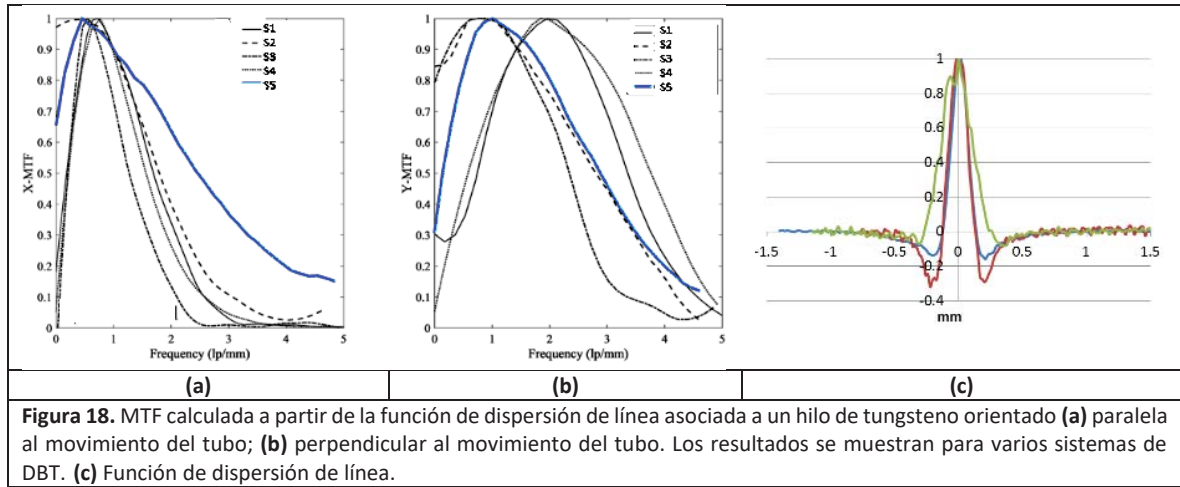 X-MTF
1
0.9
0.8
0.7
0.6
0.5
0.4
0.3
0.2
0.1
0
0 1 2 3 4 5
Frequency (lp/mm)
S1
S2
S3
S4
S5
Y-MTF
1
0.9
0.8
0.7
0.6
0.5
0.4
0.3
0.2
0.1
0
0 1 2 3 4 5
Frequency (lp/mm)
S1
S2
S3
S4
S5
1
0.8
0.6
0.4
0.2
0
-0.2
-0.4
-1.5 -1 -0.5 0 0.5 1 1.5
mm
(a) (b) (c)
Figura 18. MTF calculada a partir de la función de dispersión de línea asociada a un hilo de tungsteno orientado (a) paralela
al movimiento del tubo; (b) perpendicular al movimiento del tubo. Los resultados se muestran para varios sistemas de
DBT. (c) Función de dispersión de línea.